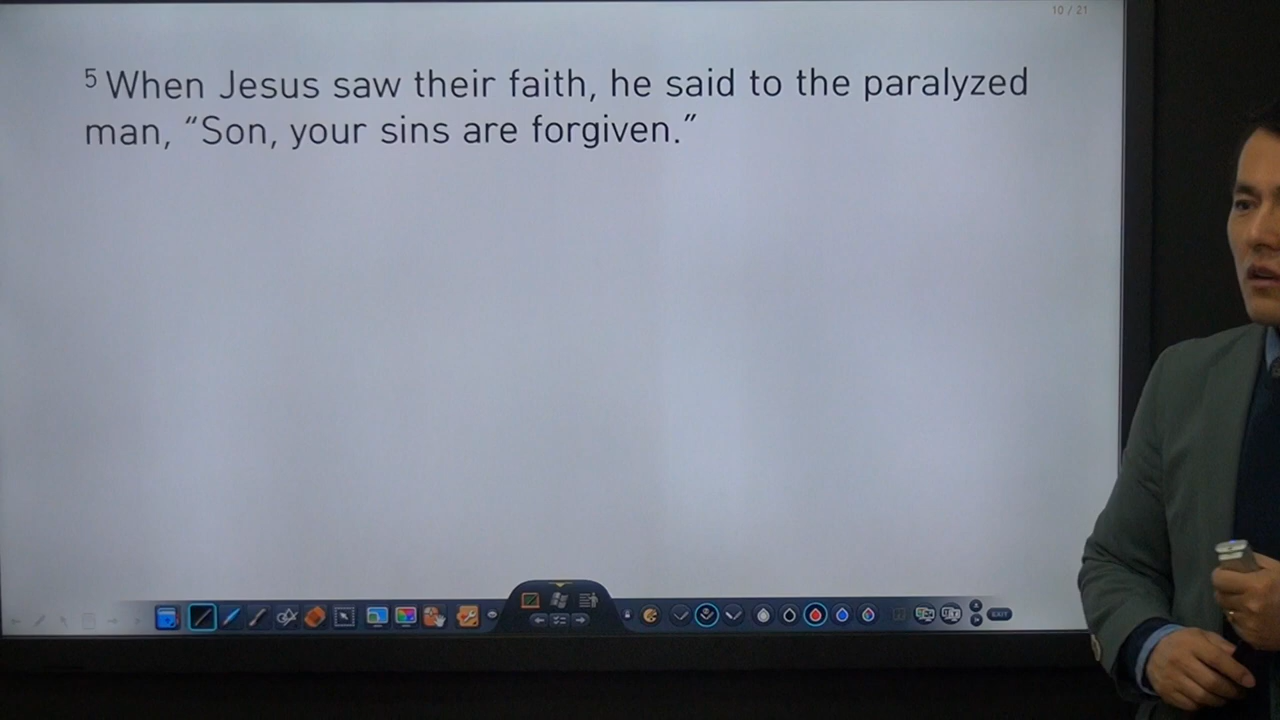 10 / 21
5 When Jesus saw their faith, he said to the paralyzed
man, “Son, your sins are forgiven.”
EXIT